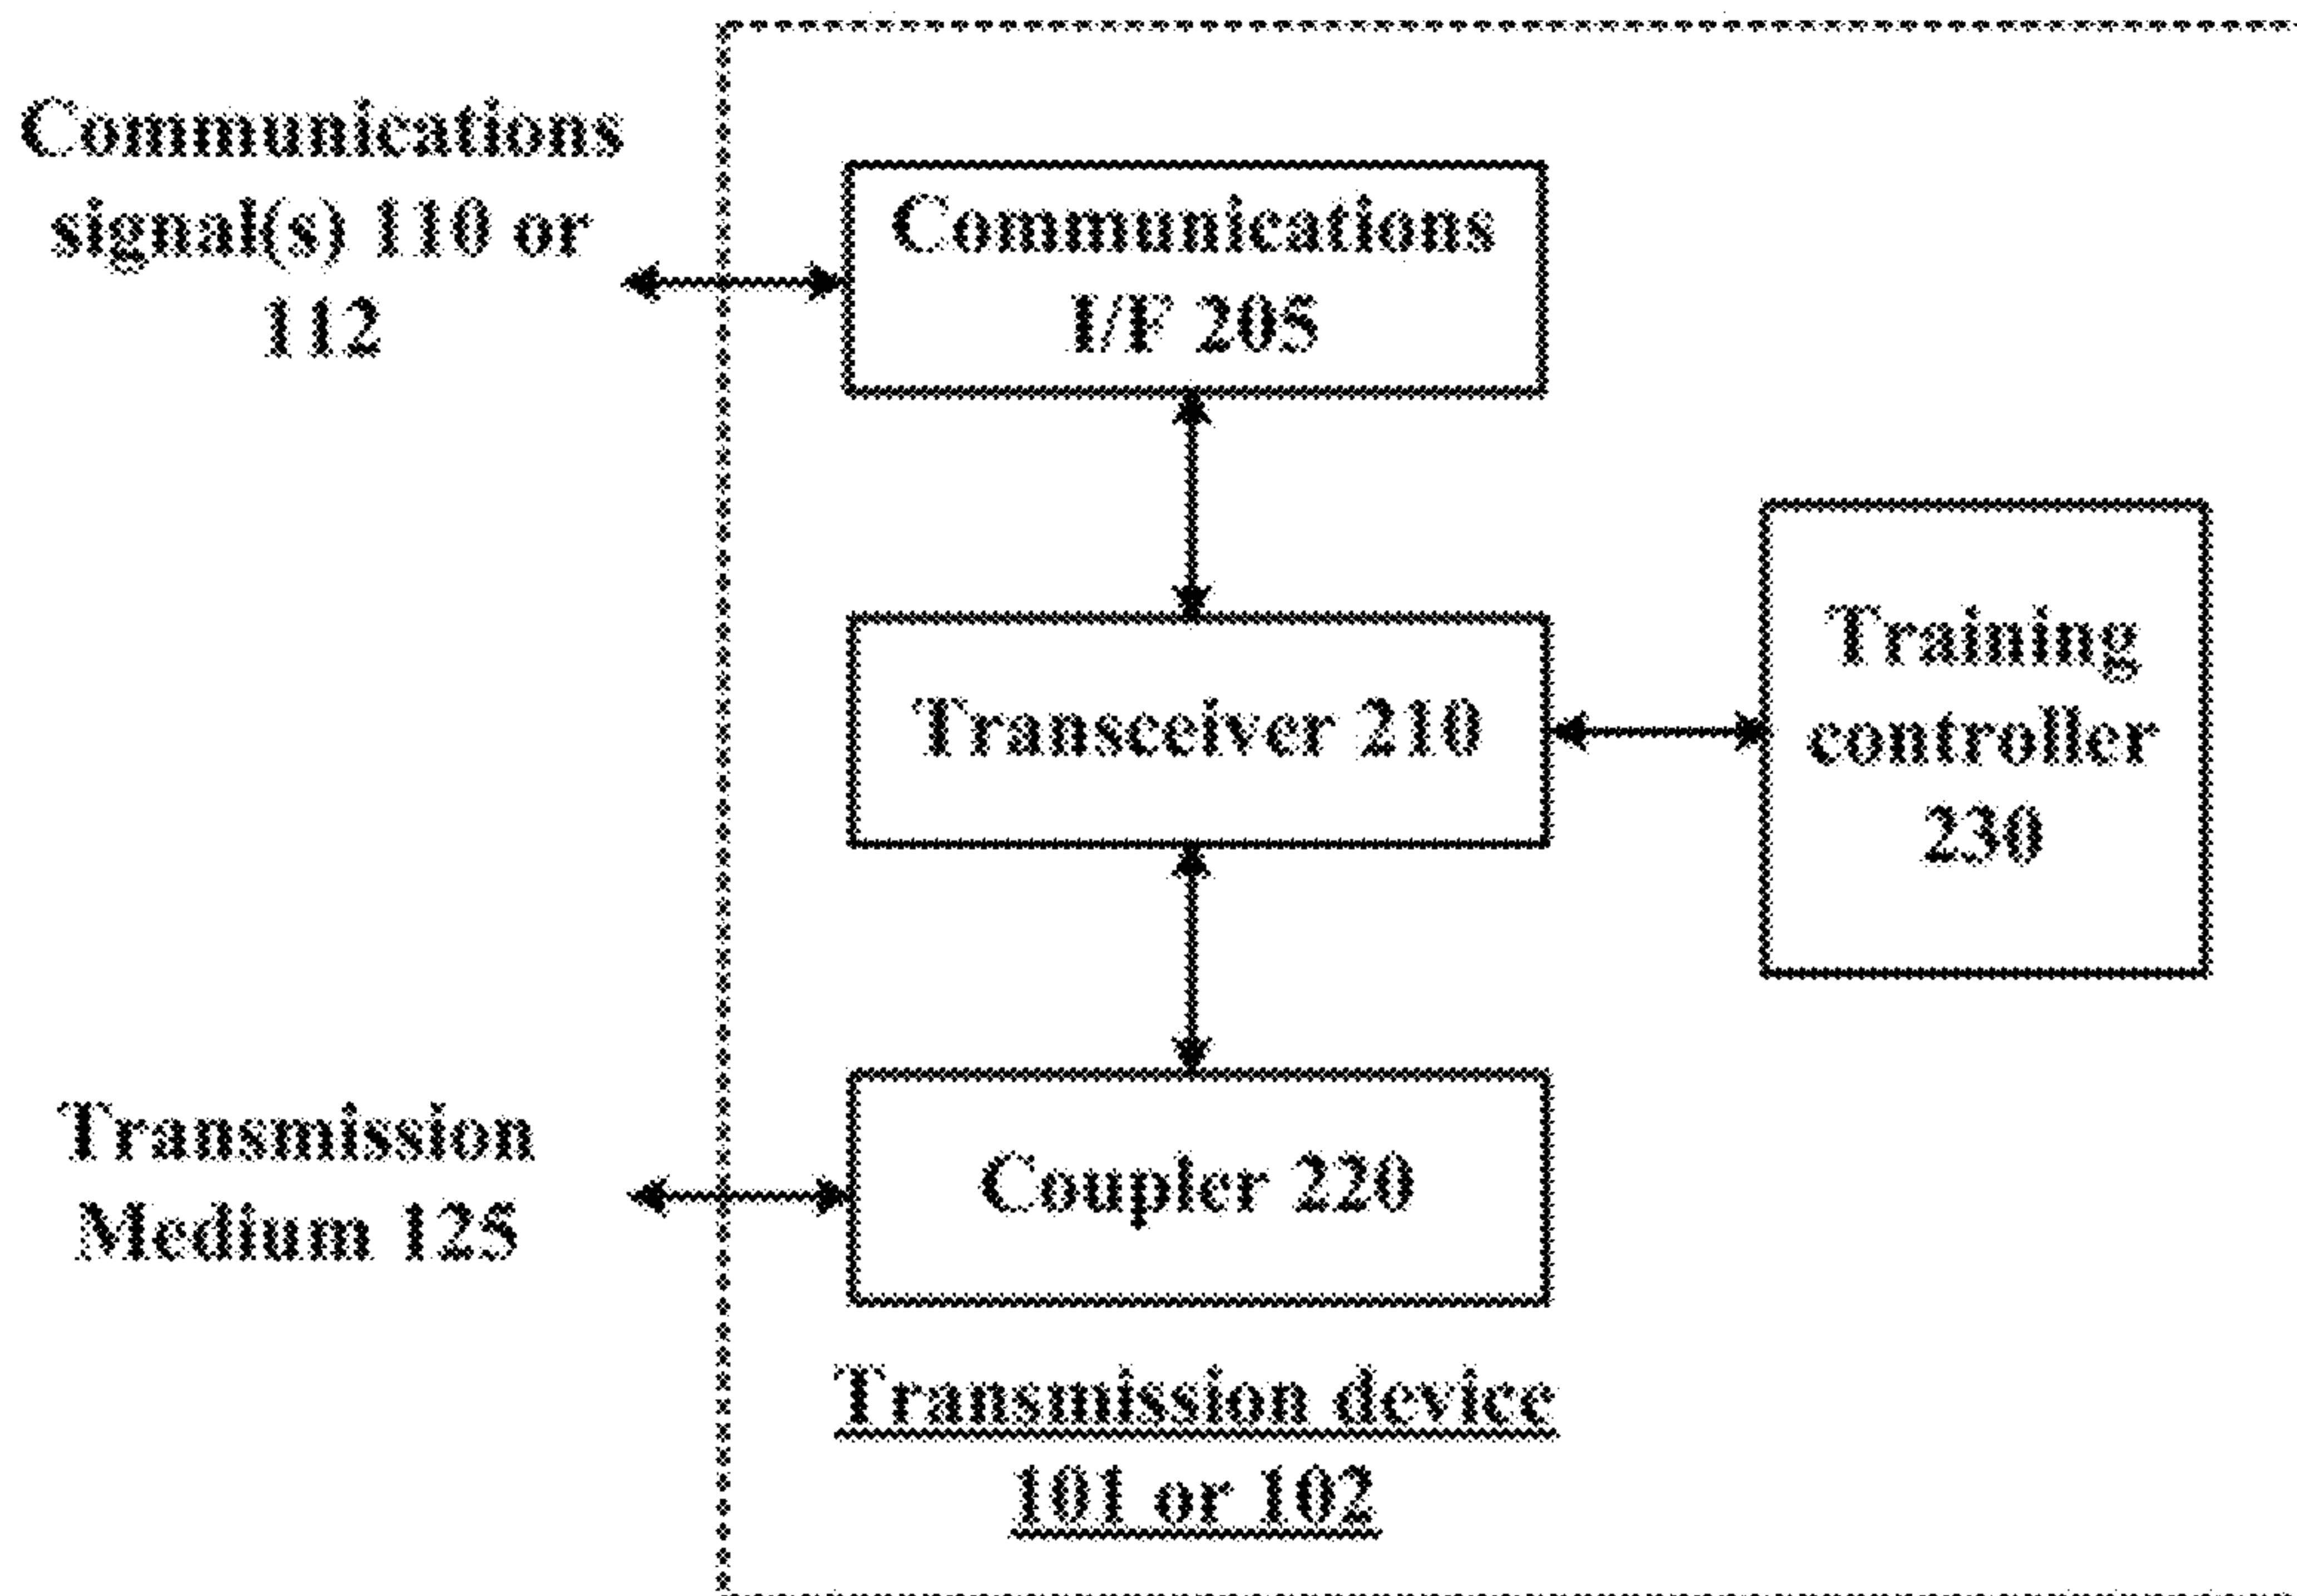 Communications
signal(s) 110 or
112
Communications
I/F 205
Transceiver 210
Training
controller
230
Transmission
Medium 125
Coupler 220
Transmission device
101 or 102